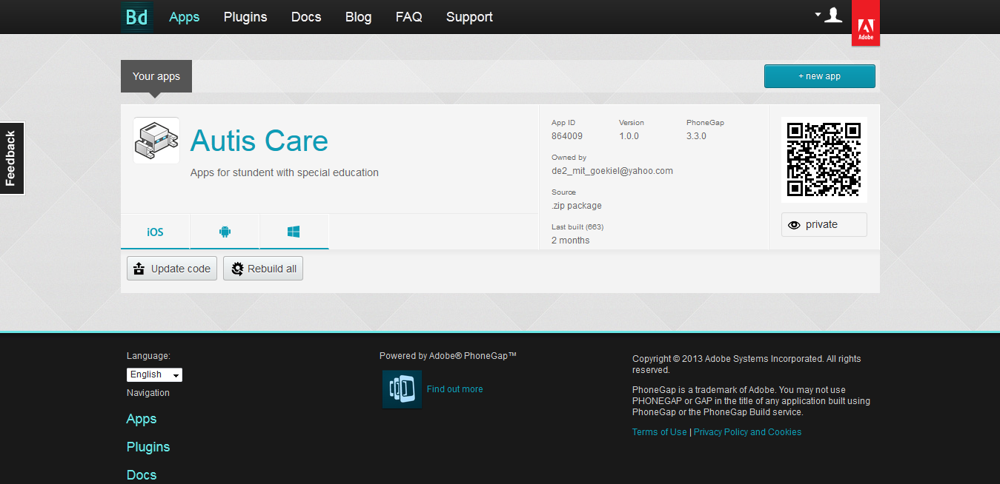 Bd Apps Plugins Docs Blog FAQ Support
Adobe
Your apps
+ new app
Feedback
Autis Care
Apps for stundent with special education
App ID Version PhoneGap
864009 1.0.0 3.3.0
Owned by
de2_mit_goekiel@yahoo.com
Source
.zip package
Last built (663)
2 months
private
iOS
Update code Rebuild all
Language:
English
Navigation
Apps
Plugins
Docs
Powered by Adobe® PhoneGap™
Find out more
Copyright © 2013 Adobe Systems Incorporated. All rights
reserved.
PhoneGap is a trademark of Adobe. You may not use
PHONEGAP or GAP in the title of any application built using
PhoneGap or the PhoneGap Build service.
Terms of Use | Privacy Policy and Cookies